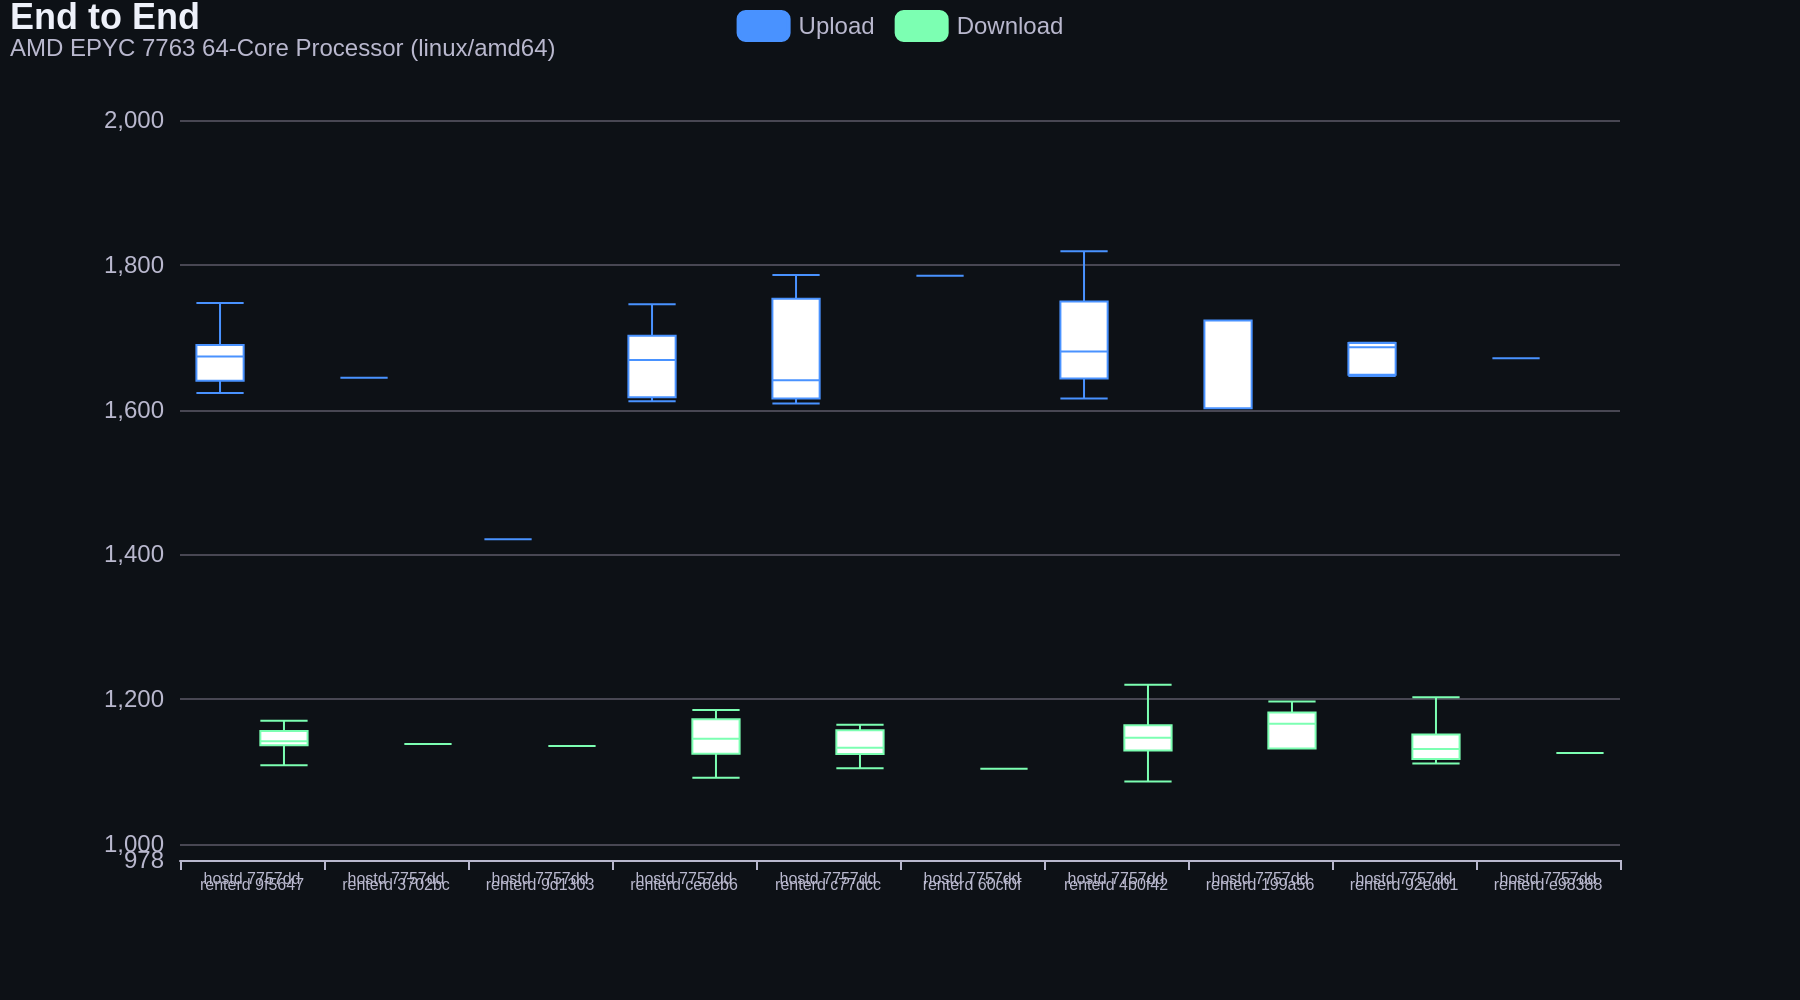 End to End
AMD EPYC 7763 64-Core Processor (linux/amd64)
Upload
Download
2,000
1,800
1,600
1,400
1,200
1,000
978
hostd 7757dd
renterd 9f5647
hostd 7757dd
renterd 3702bc
hostd 7757dd
renterd 9d1303
hostd 7757dd
renterd ce6eb6
hostd 7757dd
renterd c77dcc
hostd 7757dd
renterd 60cf0f
hostd 7757dd
renterd 4b0f42
hostd 7757dd
renterd 199a56
hostd 7757dd
renterd 92ed01
hostd 7757dd
renterd e98388